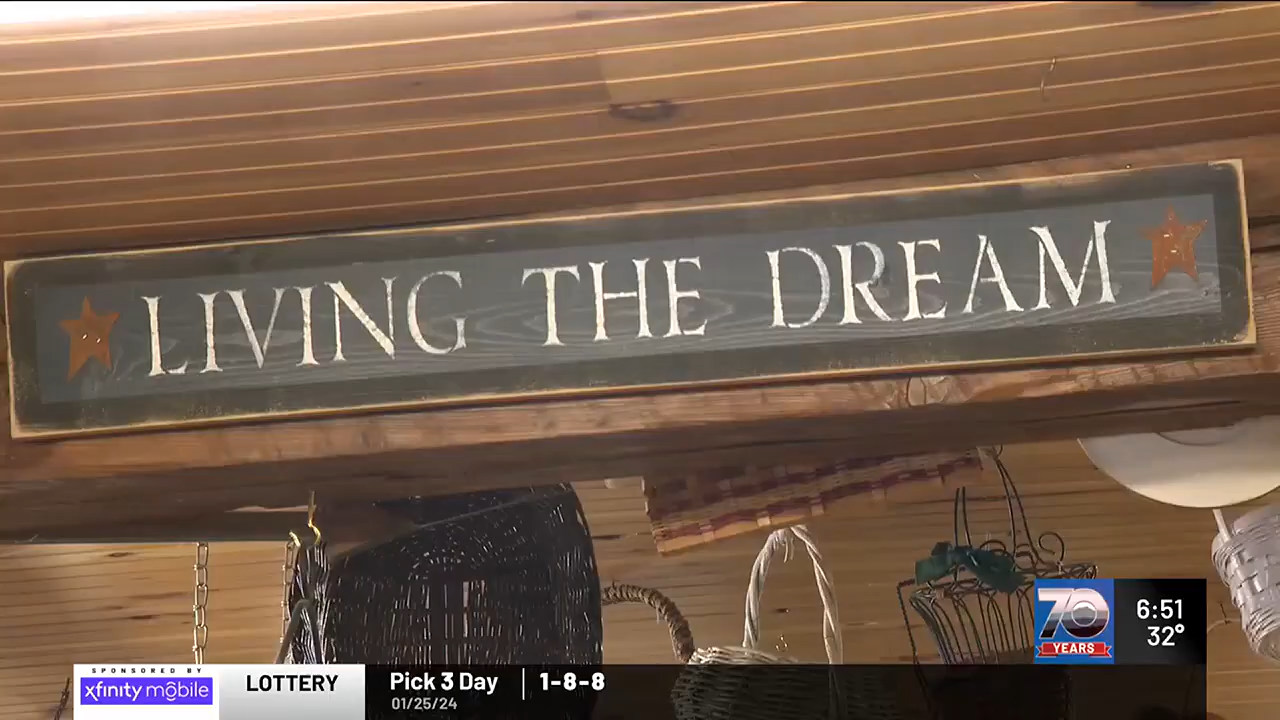 LIVING THE DREAM
70
YEARS
6:51
32°
SPONSORED BY
xfinity mobile
LOTTERY
Pick 3 Day
1-8-8
01/25/24